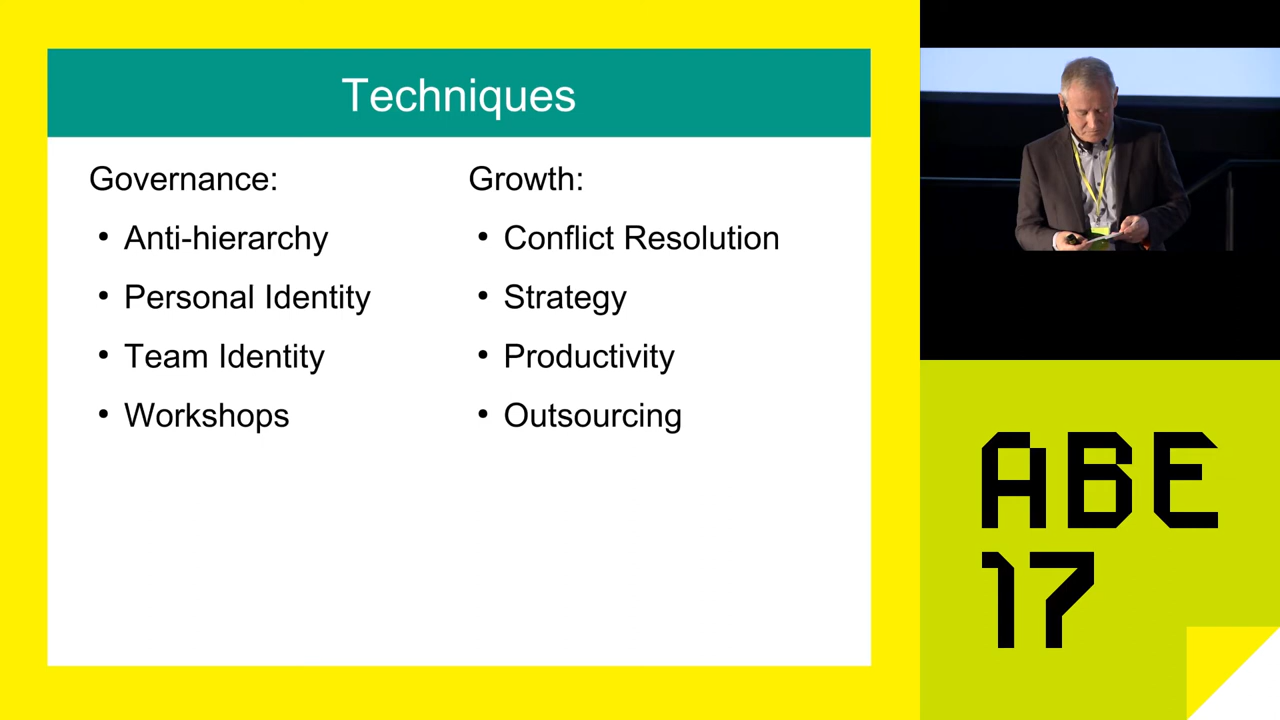 Techniques
Governance:
• Anti-hierarchy
• Personal Identity
• Team Identity
• Workshops
Growth:
• Conflict Resolution
• Strategy
• Productivity
• Outsourcing
ABE
17